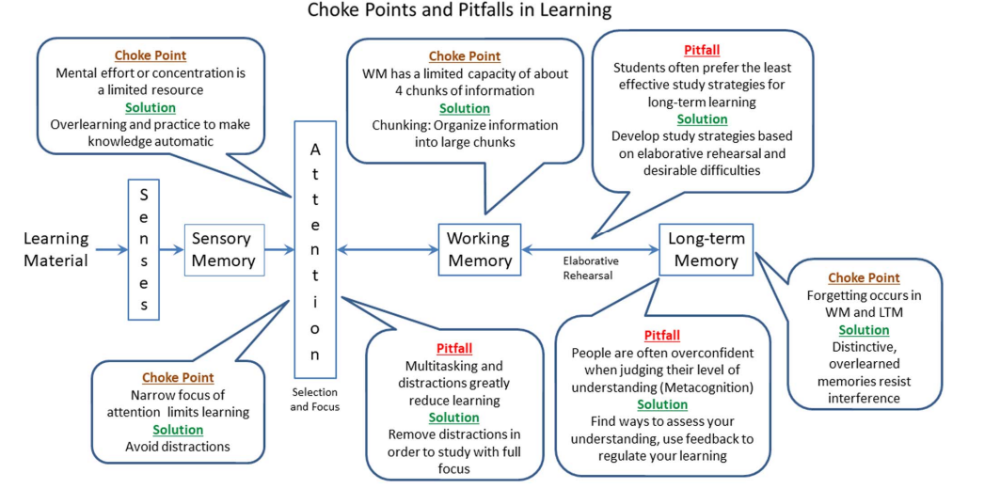 Choke Points and Pitfalls in Learning
Choke Point
Mental effort or concentration is
a limited resource
Solution
Overlearning and practice to make
knowledge automatic
Choke Point
WM has a limited capacity of about
4 chunks of information
Solution
Chunking: Organize information
into large chunks
Pitfall
Students often prefer the least
effective study strategies for
long-term learning
Solution
Develop study strategies based
on elaborative rehearsal and
desirable difficulties
Learning
Material
Senses
Sensory
Memory
Attention
Selection
and Focus
Working
Memory
Elaborative
Rehearsal
Long-term
Memory
Choke Point
Narrow focus of
attention limits learning
Solution
Avoid distractions
Pitfall
Multitasking and
distractions greatly
reduce learning
Solution
Remove distractions in
order to study with full
focus
Pitfall
People are often overconfident
when judging their level of
understanding (Metacognition)
Solution
Find ways to assess your
understanding, use feedback to
regulate your learning
Choke Point
Forgetting occurs in
WM and LTM
Solution
Distinctive,
overlearned
memories resist
interference